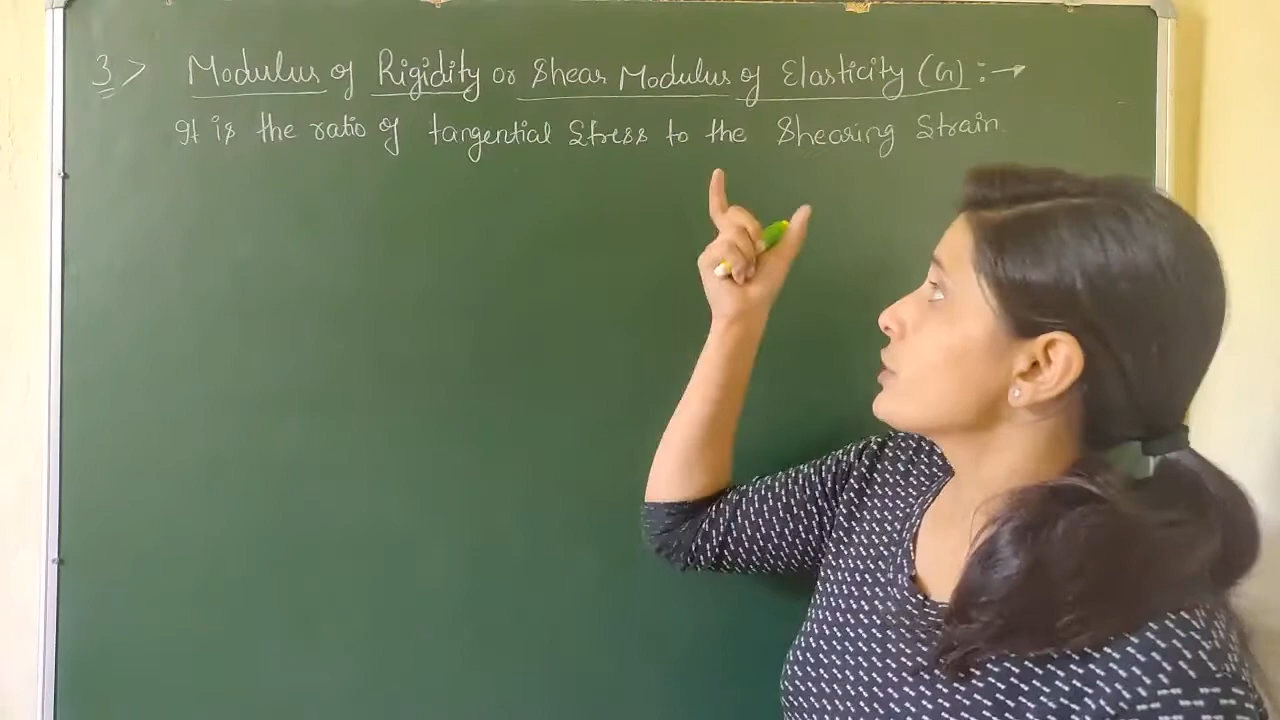 3> Modulus of Rigidity or Shear Modulus of Elasticity (G) :→
It is the ratio of tangential Stress to the Shearing Strain.